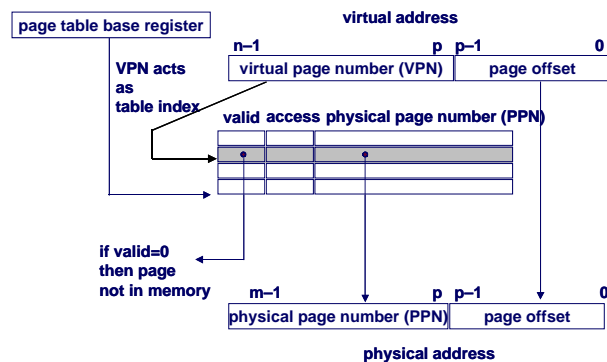 page table base register
virtual address
n–1 p p–1 0
virtual page number (VPN) page offset
VPN acts
as
table index
valid access physical page number (PPN)
if valid=0
then page
not in memory
m–1 p p–1 0
physical page number (PPN) page offset
physical address